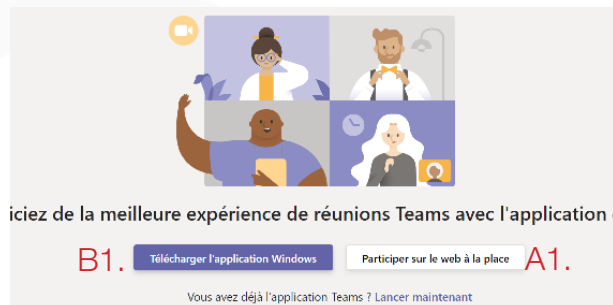 iciez de la meilleure expérience de réunions Teams avec l'application
B1. Télécharger l'application Windows Participer sur le web à la place A1.
Vous avez déjà l'application Teams ? Lancer maintenant